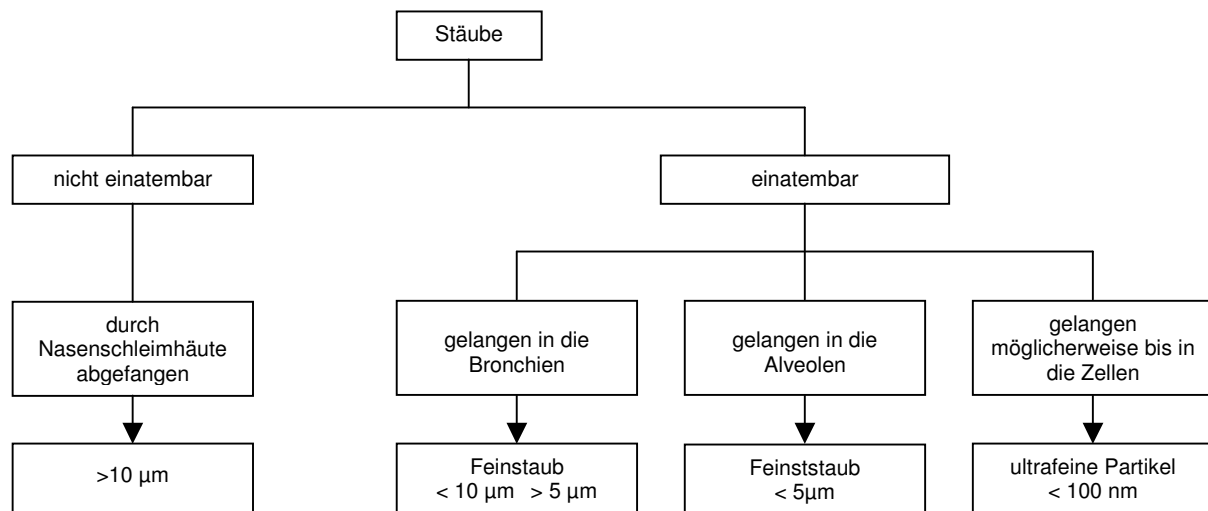 Stäube
nicht einatembar
einatembar
durch
Nasenschleimhäute
abgefangen
gelangen in die
Bronchien
gelangen in die
Alveolen
gelangen
möglicherweise bis in
die Zellen
>10 µm
Feinstaub
< 10 µm > 5 µm
Feinststaub
< 5µm
ultrafeine Partikel
< 100 nm